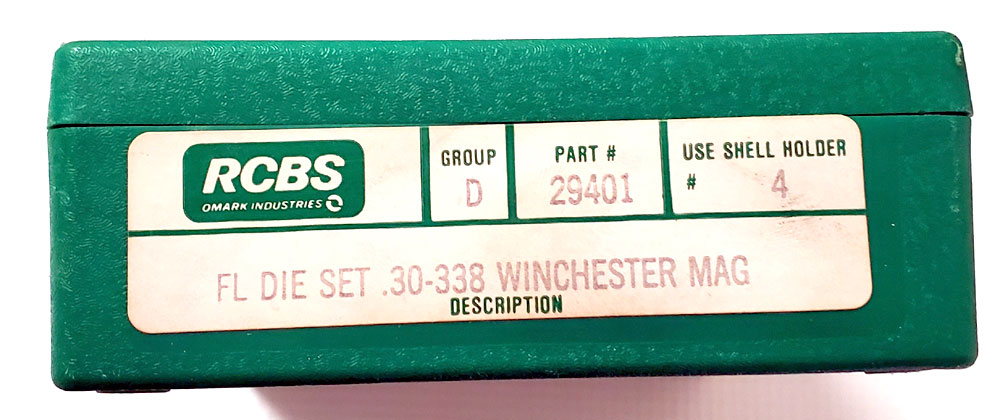 RCBS
OMARK INDUSTRIES
GROUP
D
PART #
29401
USE SHELL HOLDER
# 4
FL DIE SET .30-338 WINCHESTER MAG
DESCRIPTION